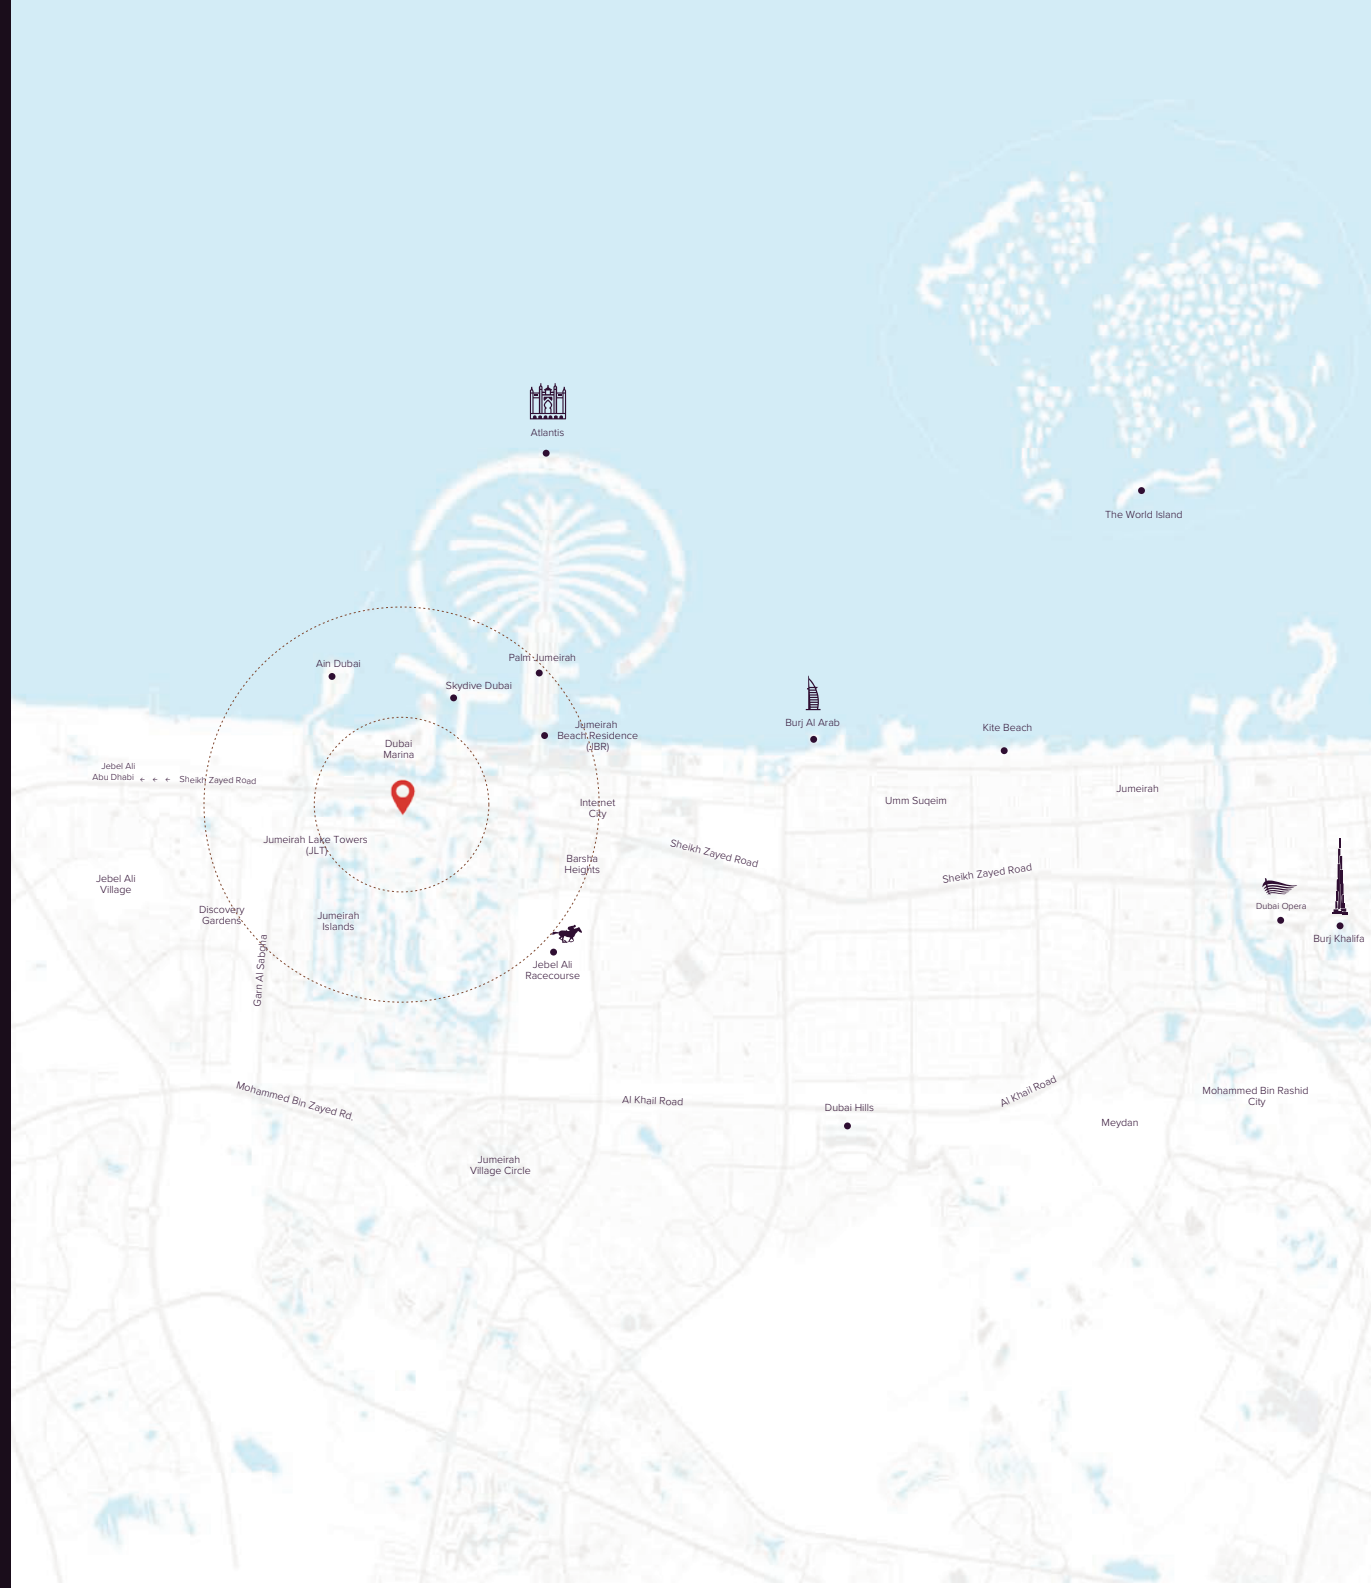 Atlantis
The World Island
Palm Jumeirah
Ain Dubai
Skydive Dubai
Burj Al Arab
Kite Beach
Jumeirah
Beach Residence
(JBR)
Dubai
Marina
Jebel Ali
Abu Dhabi ← ← ← Sheikh Zayed Road
Jumeirah
Umm Suqeim
Internet
City
Jumeirah Lake Towers
(JLT)
Sheikh Zayed Road
Barsha
Heights
Sheikh Zayed Road
Jebel Ali
Village
Discovery
Gardens
Jumeirah
Islands
Dubai Opera
Burj Khalifa
Garn Al Sabgha
Jebel Ali
Racecourse
Mohammed Bin Zayed Rd.
Al Khail Road
Dubai Hills
Al Khail Road
Mohammed Bin Rashid
City
Meydan
Jumeirah
Village Circle